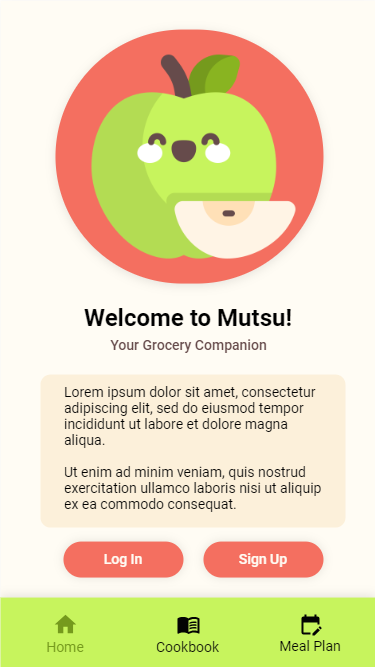 Welcome to Mutsu!
Your Grocery Companion
Lorem ipsum dolor sit amet, consectetur
adipiscing elit, sed do eiusmod tempor
incididunt ut labore et dolore magna
aliqua.
Ut enim ad minim veniam, quis nostrud
exercitation ullamco laboris nisi ut aliquip
ex ea commodo consequat.
Log In
Sign Up
Home
Cookbook
Meal Plan